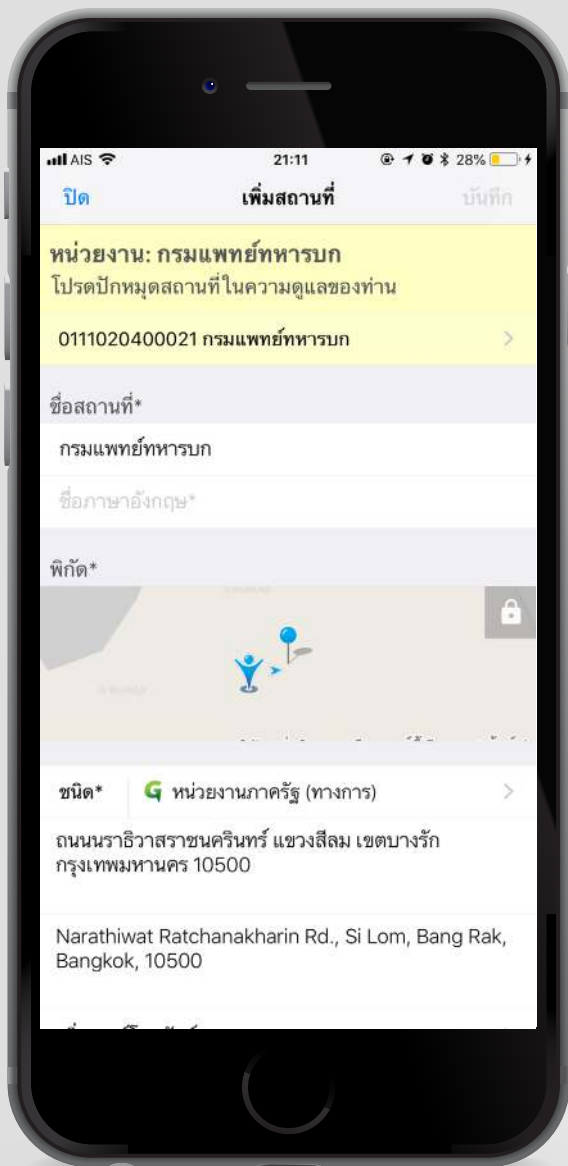 AIS 21:11 28%
ปิด เพิ่มสถานที่ บันทึก
หน่วยงาน: กรมแพทย์ทหารบก
โปรดปักหมุดสถานที่ในความดูแลของท่าน
0111020400021 กรมแพทย์ทหารบก
ชื่อสถานที่*
กรมแพทย์ทหารบก
ชื่อภาษาอังกฤษ*
พิกัด*
ชนิด* หน่วยงานภาครัฐ (ทางการ)
ถนนนราธิวาสราชนครินทร์ แขวงสีลม เขตบางรัก
กรุงเทพมหานคร 10500
Narathiwat Ratchanakharin Rd., Si Lom, Bang Rak,
Bangkok, 10500